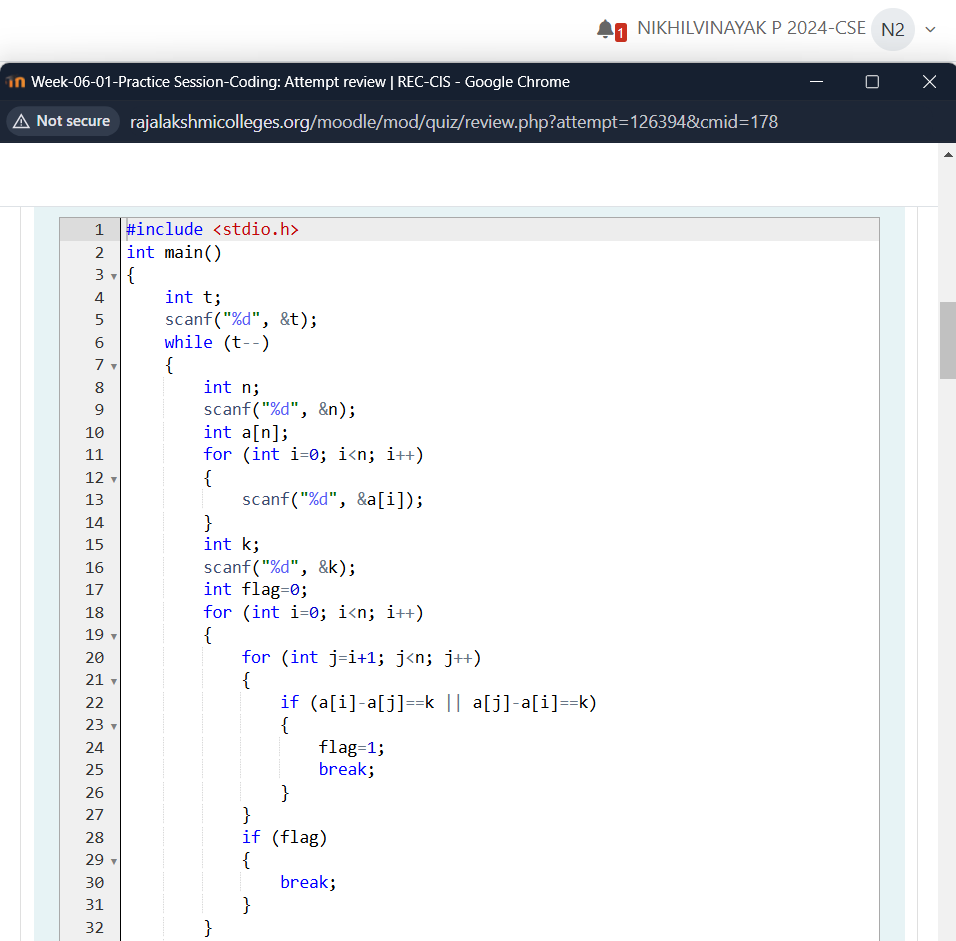 1 NIKHILVINAYAK P 2024-CSE N2
Week-06-01-Practice Session-Coding: Attempt review | REC-CIS - Google Chrome
Not secure rajalakshmicolleges.org/moodle/mod/quiz/review.php?attempt=126394&cmid=178
1 #include <stdio.h>
2 int main()
3 {
4     int t;
5     scanf("%d", &t);
6     while (t--)
7     {
8         int n;
9         scanf("%d", &n);
10         int a[n];
11         for (int i=0; i<n; i++)
12         {
13             scanf("%d", &a[i]);
14         }
15         int k;
16         scanf("%d", &k);
17         int flag=0;
18         for (int i=0; i<n; i++)
19         {
20             for (int j=i+1; j<n; j++)
21             {
22                 if (a[i]-a[j]==k || a[j]-a[i]==k)
23                 {
24                     flag=1;
25                     break;
26                 }
27             }
28             if (flag)
29             {
30                 break;
31             }
32         }